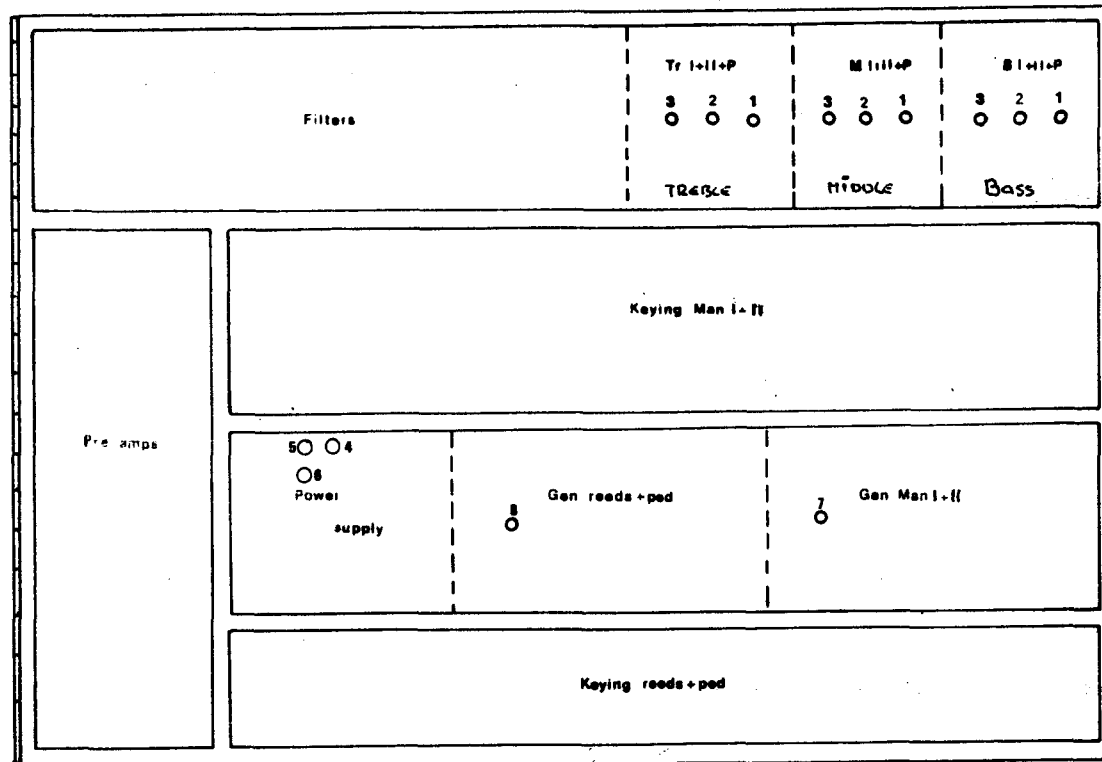 Filters
Tr I+II+P
3 2 1
TREBLE
M I+II+P
3 2 1
MIDDLE
B I+II+P
3 2 1
Bass
Keying Man I+II
Pre amps
5 4
6
Power
supply
Gen reeds+ped
8
Gen Man I+II
7
Keying reeds+ped